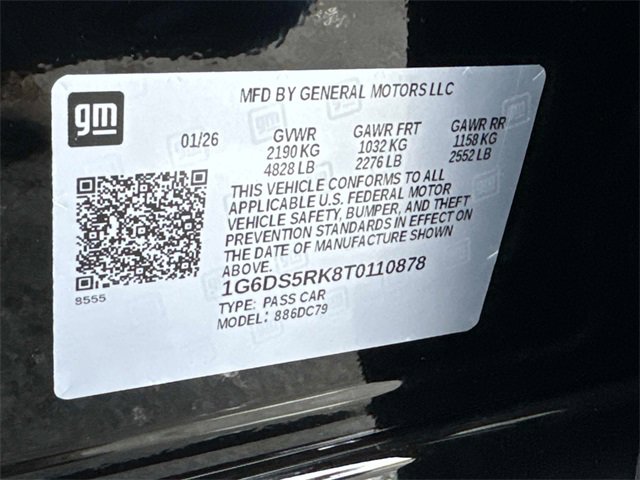 gm
MFD BY GENERAL MOTORS LLC
01/26 GVWR GAWR FRT GAWR RR
2190 KG 1032 KG 1158 KG
4828 LB 2276 LB 2552 LB
THIS VEHICLE CONFORMS TO ALL
APPLICABLE U.S. FEDERAL MOTOR
VEHICLE SAFETY, BUMPER, AND THEFT
PREVENTION STANDARDS IN EFFECT ON
THE DATE OF MANUFACTURE SHOWN
ABOVE.
1G6DS5RK8T0110878
TYPE: PASS CAR
MODEL: 886DC79
8555